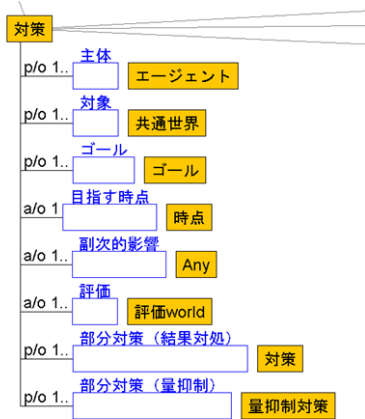 対策
主体
p/o 1.. エージェント
対象
p/o 1.. 共通世界
ゴール
p/o 1.. ゴール
目指す時点
a/o 1 時点
副次的影響
a/o 1.. Any
評価
a/o 1.. 評価world
部分対策（結果対処）
p/o 1.. 対策
部分対策（量抑制）
p/o 1.. 量抑制対策